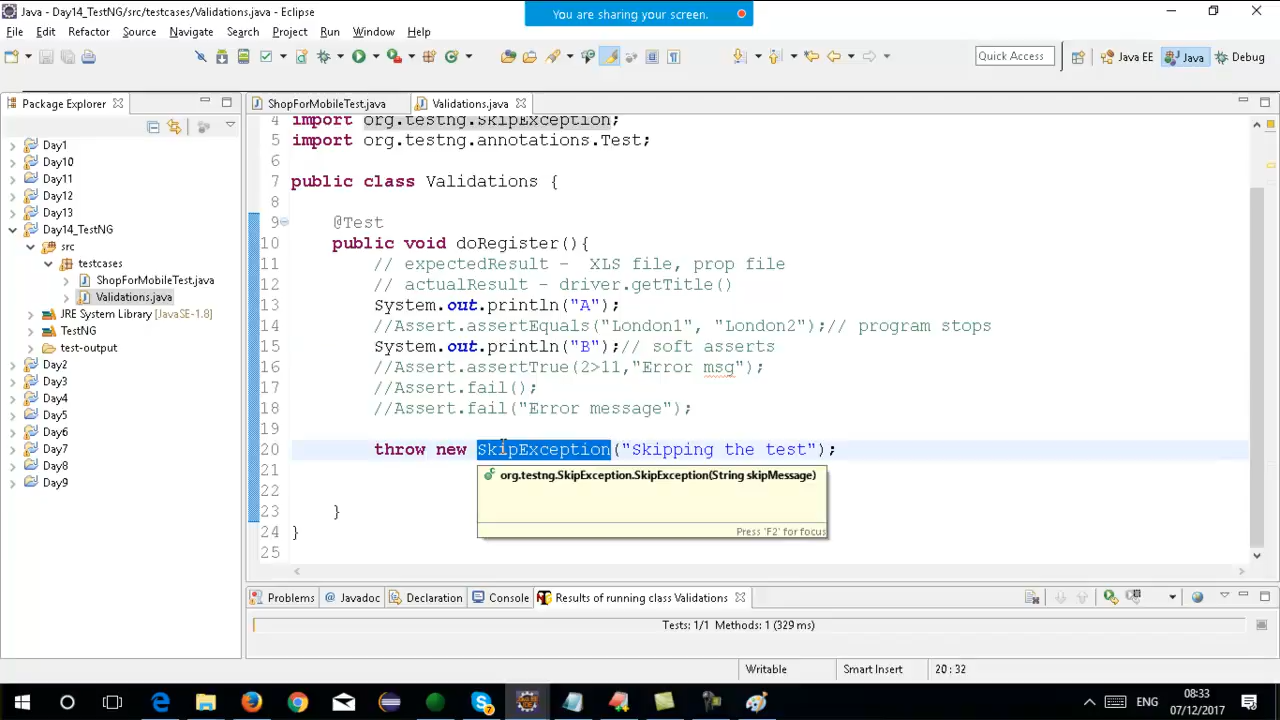 Java - Day14_TestNG/src/testcases/Validations.java - Eclipse
You are sharing your screen.
File Edit Refactor Source Navigate Search Project Run Window Help
Quick Access
Java EE
Java
Debug
Package Explorer
ShopForMobileTest.java
Validations.java
Day1
Day10
Day11
Day12
Day13
Day14_TestNG
src
testcases
ShopForMobileTest.java
Validations.java
JRE System Library [JavaSE-1.8]
TestNG
test-output
Day2
Day3
Day4
Day5
Day6
Day7
Day8
Day9
4 import org.testng.SkipException;
5 import org.testng.annotations.Test;
6
7 public class Validations {
8
9 @Test
10 public void doRegister(){
11 // expectedResult - XLS file, prop file
12 // actualResult - driver.getTitle()
13 System.out.println("A");
14 //Assert.assertEquals("London1", "London2");// program stops
15 System.out.println("B");// soft asserts
16 //Assert.assertTrue(2>11,"Error msg");
17 //Assert.fail();
18 //Assert.fail("Error message");
19
20 throw new SkipException("Skipping the test");
21
22
23 }
24 }
25
org.testng.SkipException.SkipException(String skipMessage)
Press 'F2' for focus
Problems
@ Javadoc
Declaration
Console
Results of running class Validations
Tests: 1/1 Methods: 1 (329 ms)
Writable
Smart Insert
20 : 32
ENG
08:33
07/12/2017